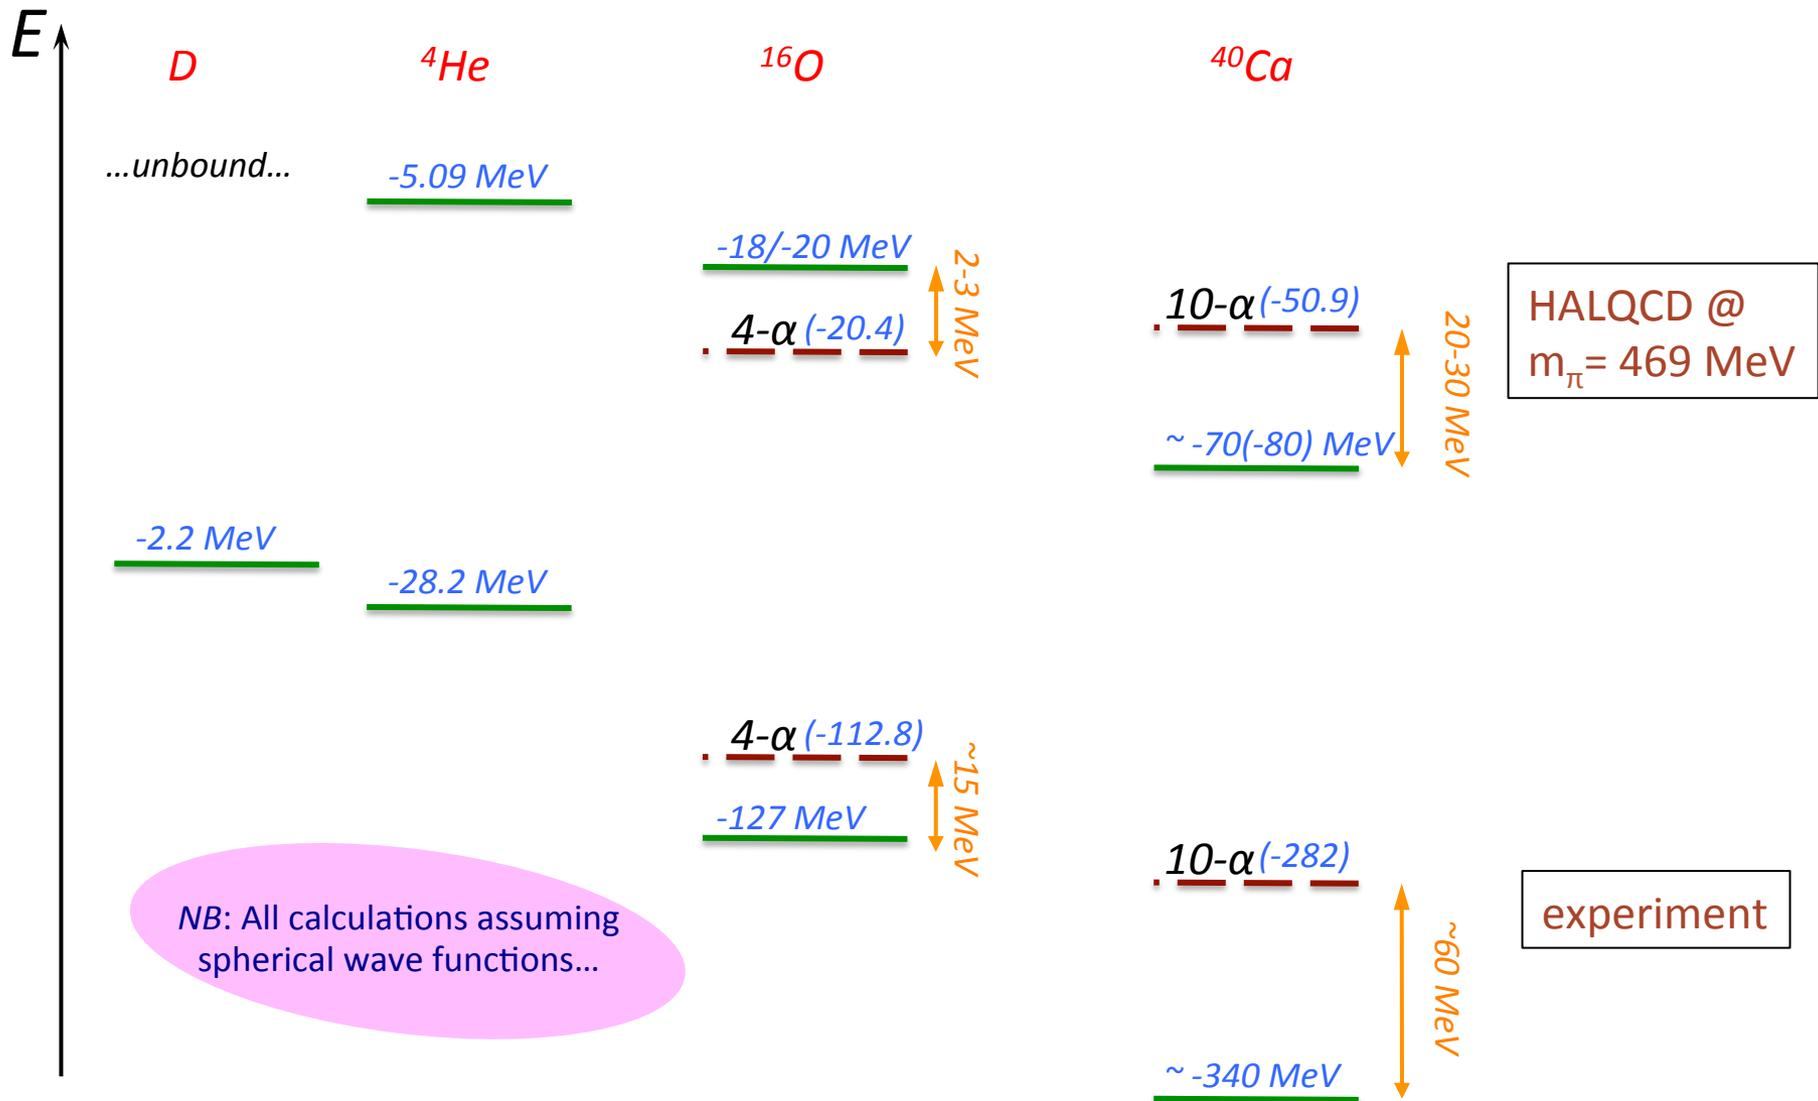 E
D
⁴He
¹⁶O
⁴⁰Ca
...unbound...
-5.09 MeV
-18/-20 MeV
4-α (-20.4)
2-3 MeV
10-α (-50.9)
~ -70(-80) MeV
20-30 MeV
HALQCD @
mπ= 469 MeV
-2.2 MeV
-28.2 MeV
4-α (-112.8)
-127 MeV
~15 MeV
10-α (-282)
~ -340 MeV
~60 MeV
experiment
NB: All calculations assuming
spherical wave functions...